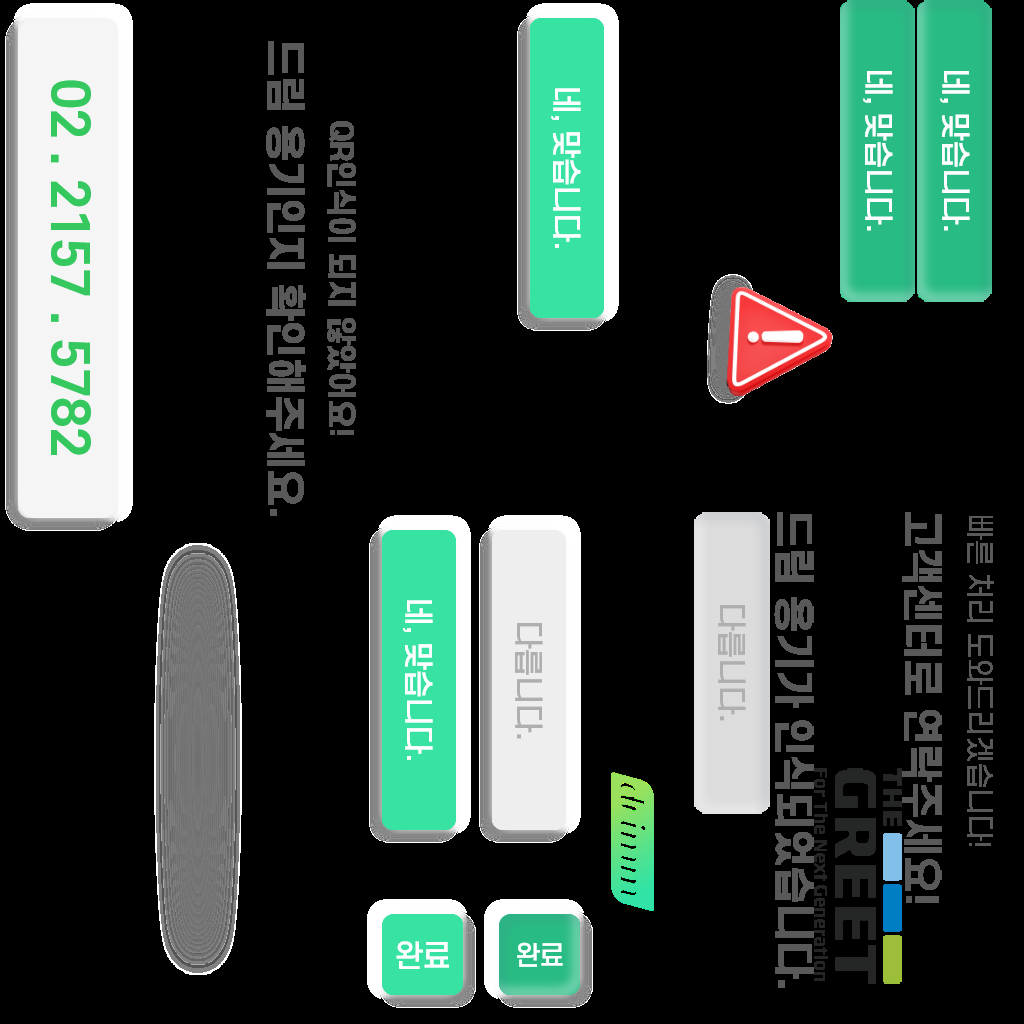 02.2157.5782
드림 용기인지 확인해주세요.
QR인식이 되지 않았어요!
네, 맞습니다.
네, 맞습니다.
네, 맞습니다.
네, 맞습니다.
다릅니다.
다릅니다.
드림 용기가 인식되었습니다.
고객센터로 연락주세요!
빠른 처리 도와드리겠습니다!
THE
GREET
For The Next Generation
완료
완료